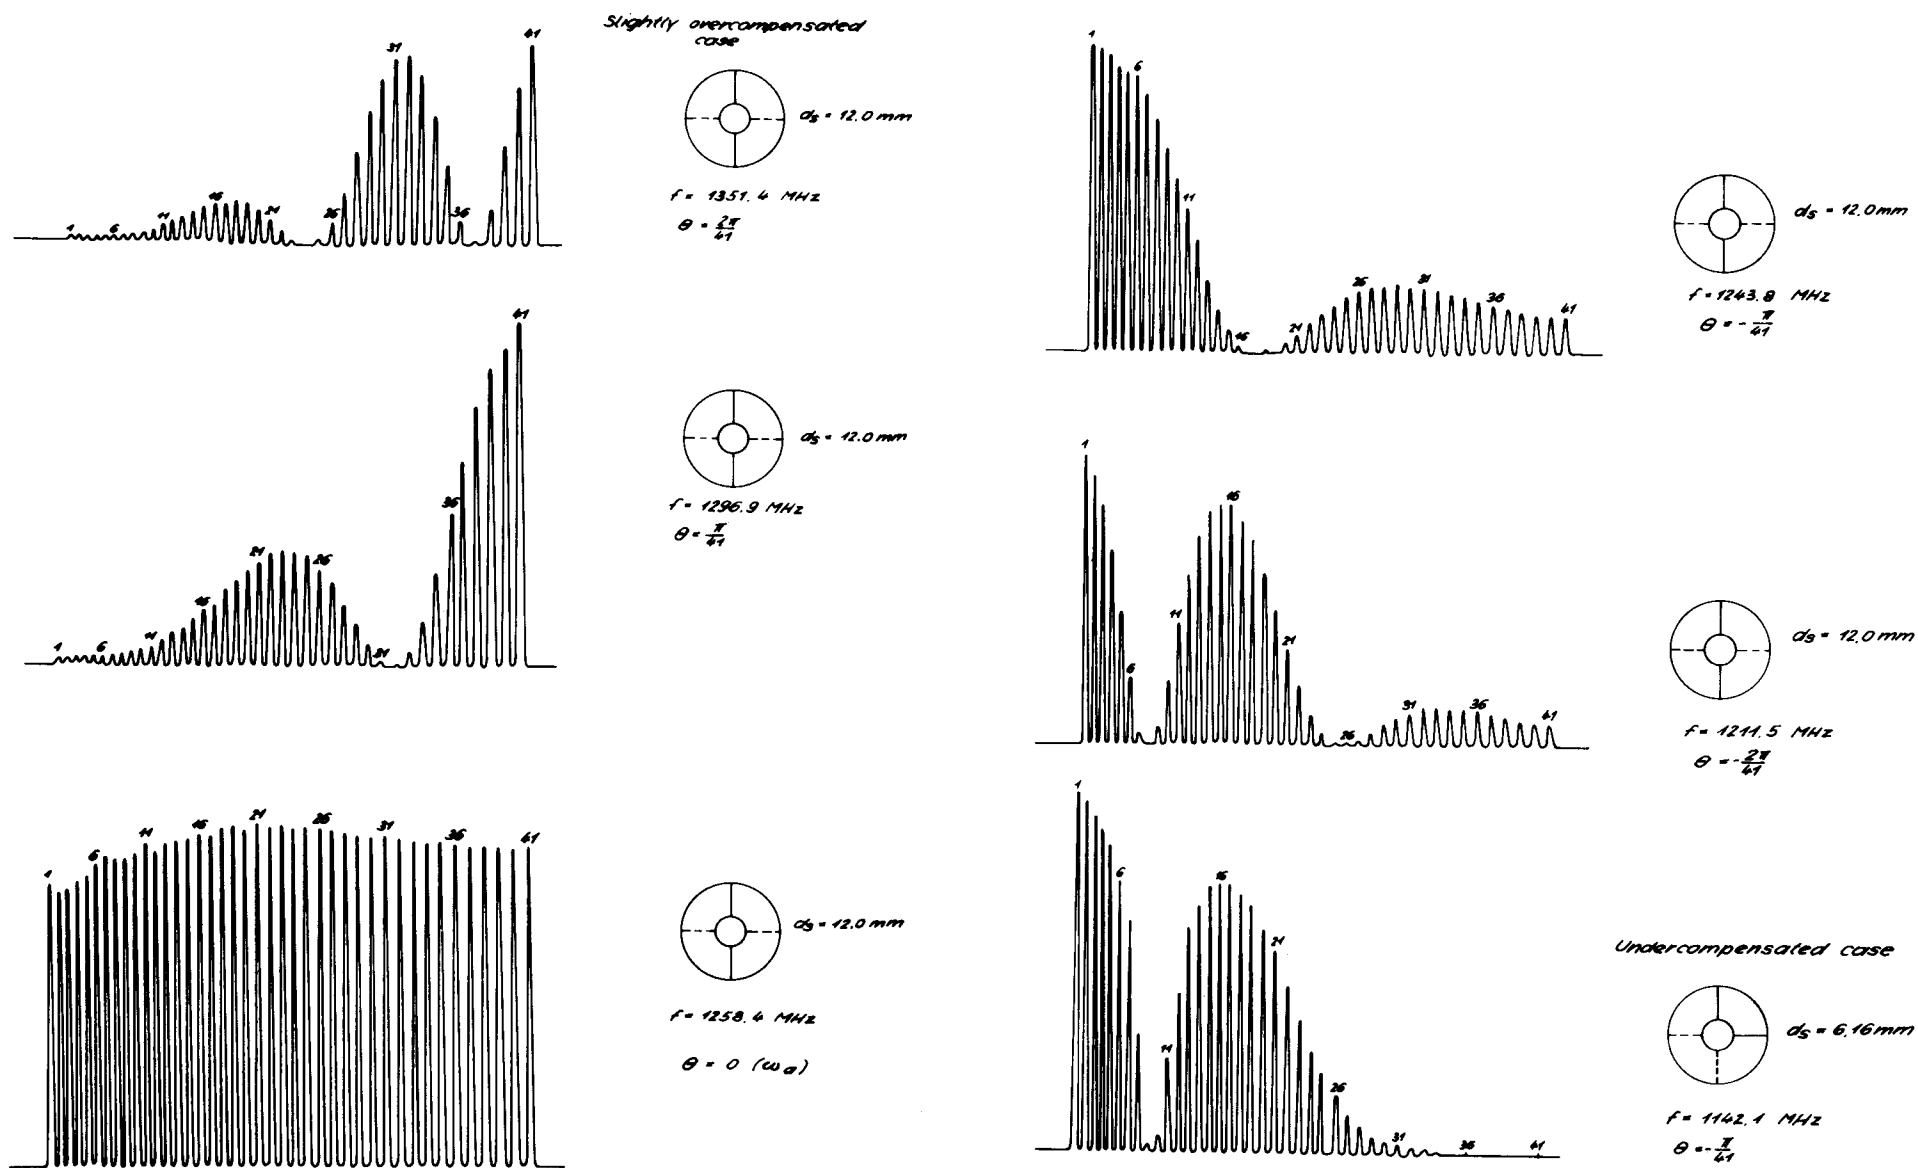 Slightly overcompensated
case
1 6 11 16 21 26 31 36 41
ds = 12.0 mm
f = 1351.4 MHz
θ = 2π/41
1 6 11 16 21 26 31 36 41
ds = 12.0 mm
f = 1296.9 MHz
θ = π/41
1 6 11 16 21 26 31 36 41
ds = 12.0 mm
f = 1258.4 MHz
θ = 0 (ωa)
1 6 11 16 21 26 31 36 41
ds = 12.0 mm
f = 1243.8 MHz
θ = - π/41
1 6 11 16 21 26 31 36 41
ds = 12.0 mm
f = 1211.5 MHz
θ = - 2π/41
Undercompensated case
1 6 11 16 21 26 31 36 41
ds = 6.16 mm
f = 1142.1 MHz
θ = - π/41